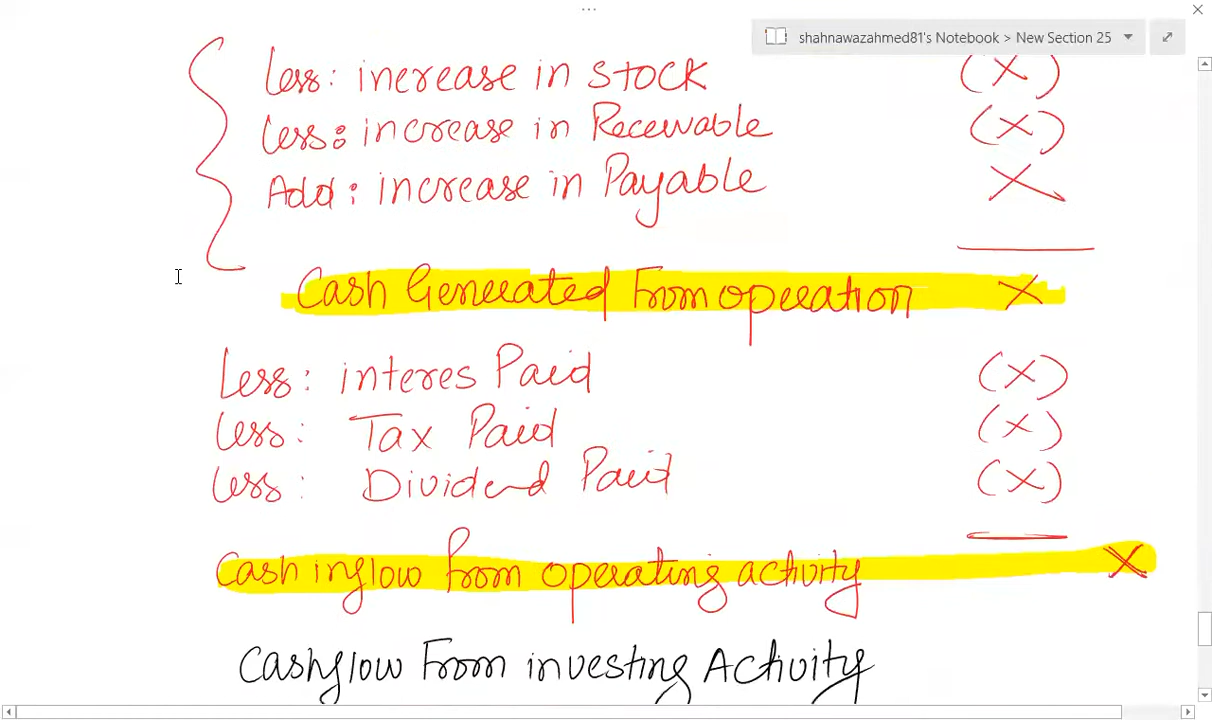 shahnawazahmed81's Notebook > New Section 25
Less: increase in STOCK (X)
Less: increase in Receivable (X)
Add: increase in Payable X
Cash Generated From operation X
Less: interes Paid (X)
Less: Tax Paid (X)
Less: Dividend Paid (X)
Cash inflow from operating activity X
Cashflow From investing Activity